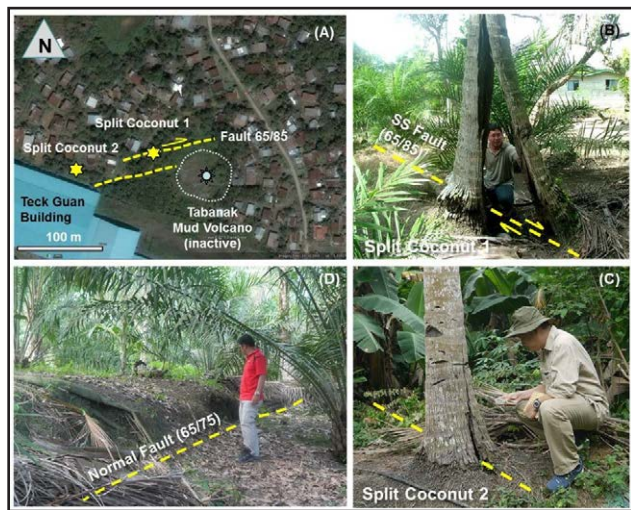 (A)
N
Split Coconut 1
Fault 65/85
Split Coconut 2
Teck Guan
Building
Tabanak
Mud Volcano
(inactive)
100 m
(B)
SS Fault
(65/85)
Split Coconut 1
(D)
Normal Fault (65/75)
(C)
Split Coconut 2